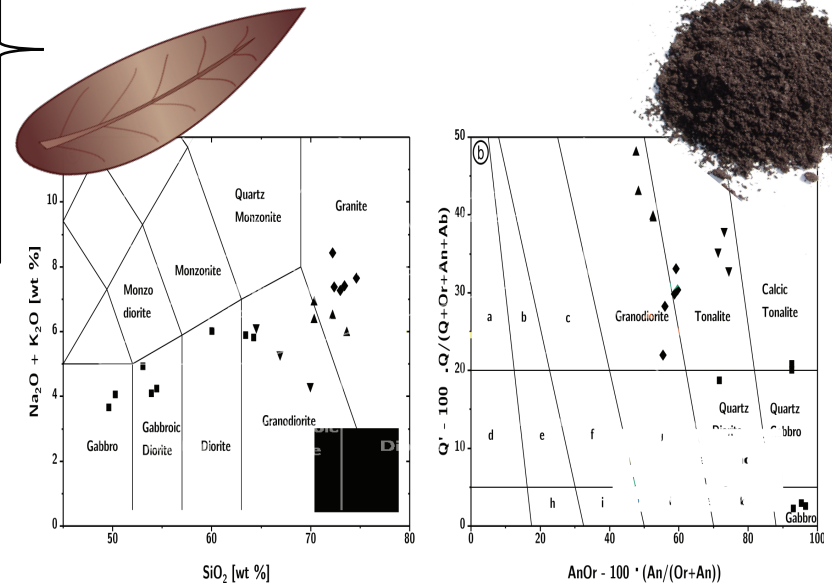 10
8
6
4
2
0
50
60
70
80
Na₂O + K₂O [wt %]
SiO₂ [wt %]
Quartz
Monzonite
Granite
Monzonite
Monzo
diorite
Gabbro
Gabbroic
Diorite
Diorite
Granodiorite
b
50
40
30
20
10
0
0
20
40
60
80
100
Q' - 100 · Q/(Q+Or+An+Ab)
AnOr - 100 * (An/(Or+An))
a
b
c
Granodiorite
Tonalite
Calcic
Tonalite
d
e
f
Quartz
Quartz
h
i
k
Gabbro